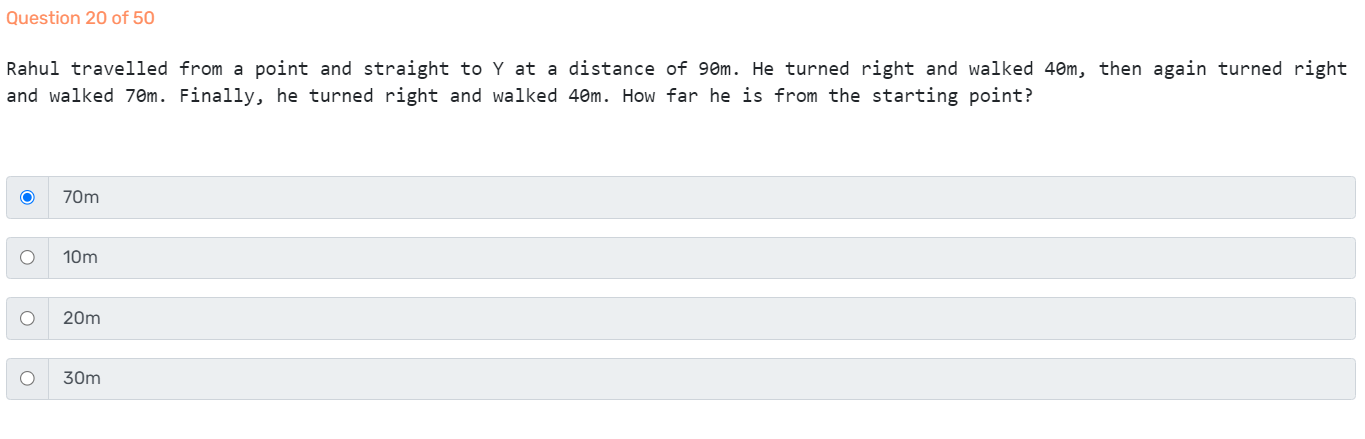 Question 20 of 50
Rahul travelled from a point and straight to Y at a distance of 90m. He turned right and walked 40m, then again turned right
and walked 70m. Finally, he turned right and walked 40m. How far he is from the starting point?
70m
10m
20m
30m